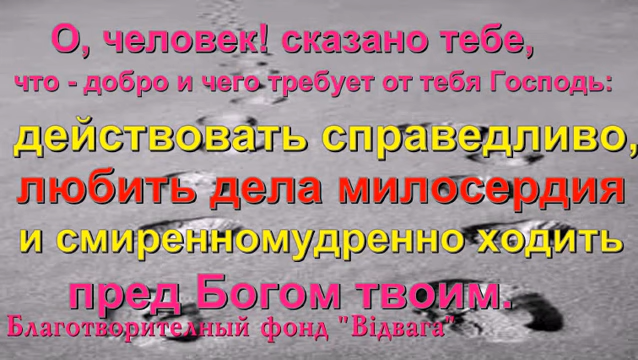 О, человек! сказано тебе,
что - добро и чего требует от тебя Господь:
действовать справедливо,
любить дела милосердия
и смиренномудренно ходить
пред Богом твоим.
Благотворителный фонд "Відвага"